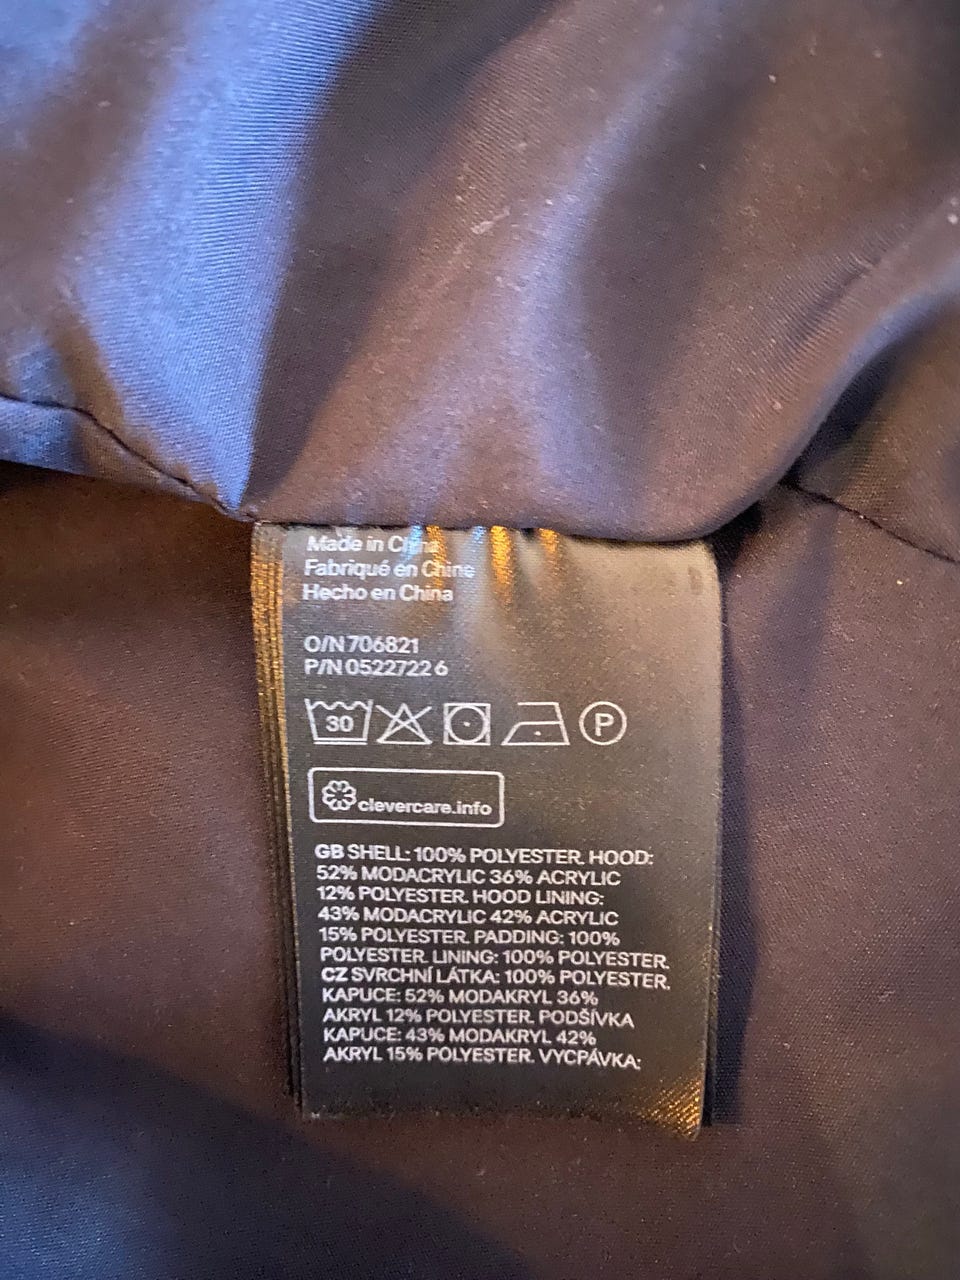 Made in China
Fabriqué en Chine
Hecho en China
O/N 706821
P/N 0522722 6
30 P
clevercare.info
GB SHELL: 100% POLYESTER. HOOD:
52% MODACRYLIC 36% ACRYLIC
12% POLYESTER. HOOD LINING:
43% MODACRYLIC 42% ACRYLIC
15% POLYESTER. PADDING: 100%
POLYESTER. LINING: 100% POLYESTER.
CZ SVRCHNÍ LÁTKA: 100% POLYESTER.
KAPUCE: 52% MODAKRYL 36%
AKRYL 12% POLYESTER. PODŠÍVKA
KAPUCE: 43% MODAKRYL 42%
AKRYL 15% POLYESTER. VYCPÁVKA: